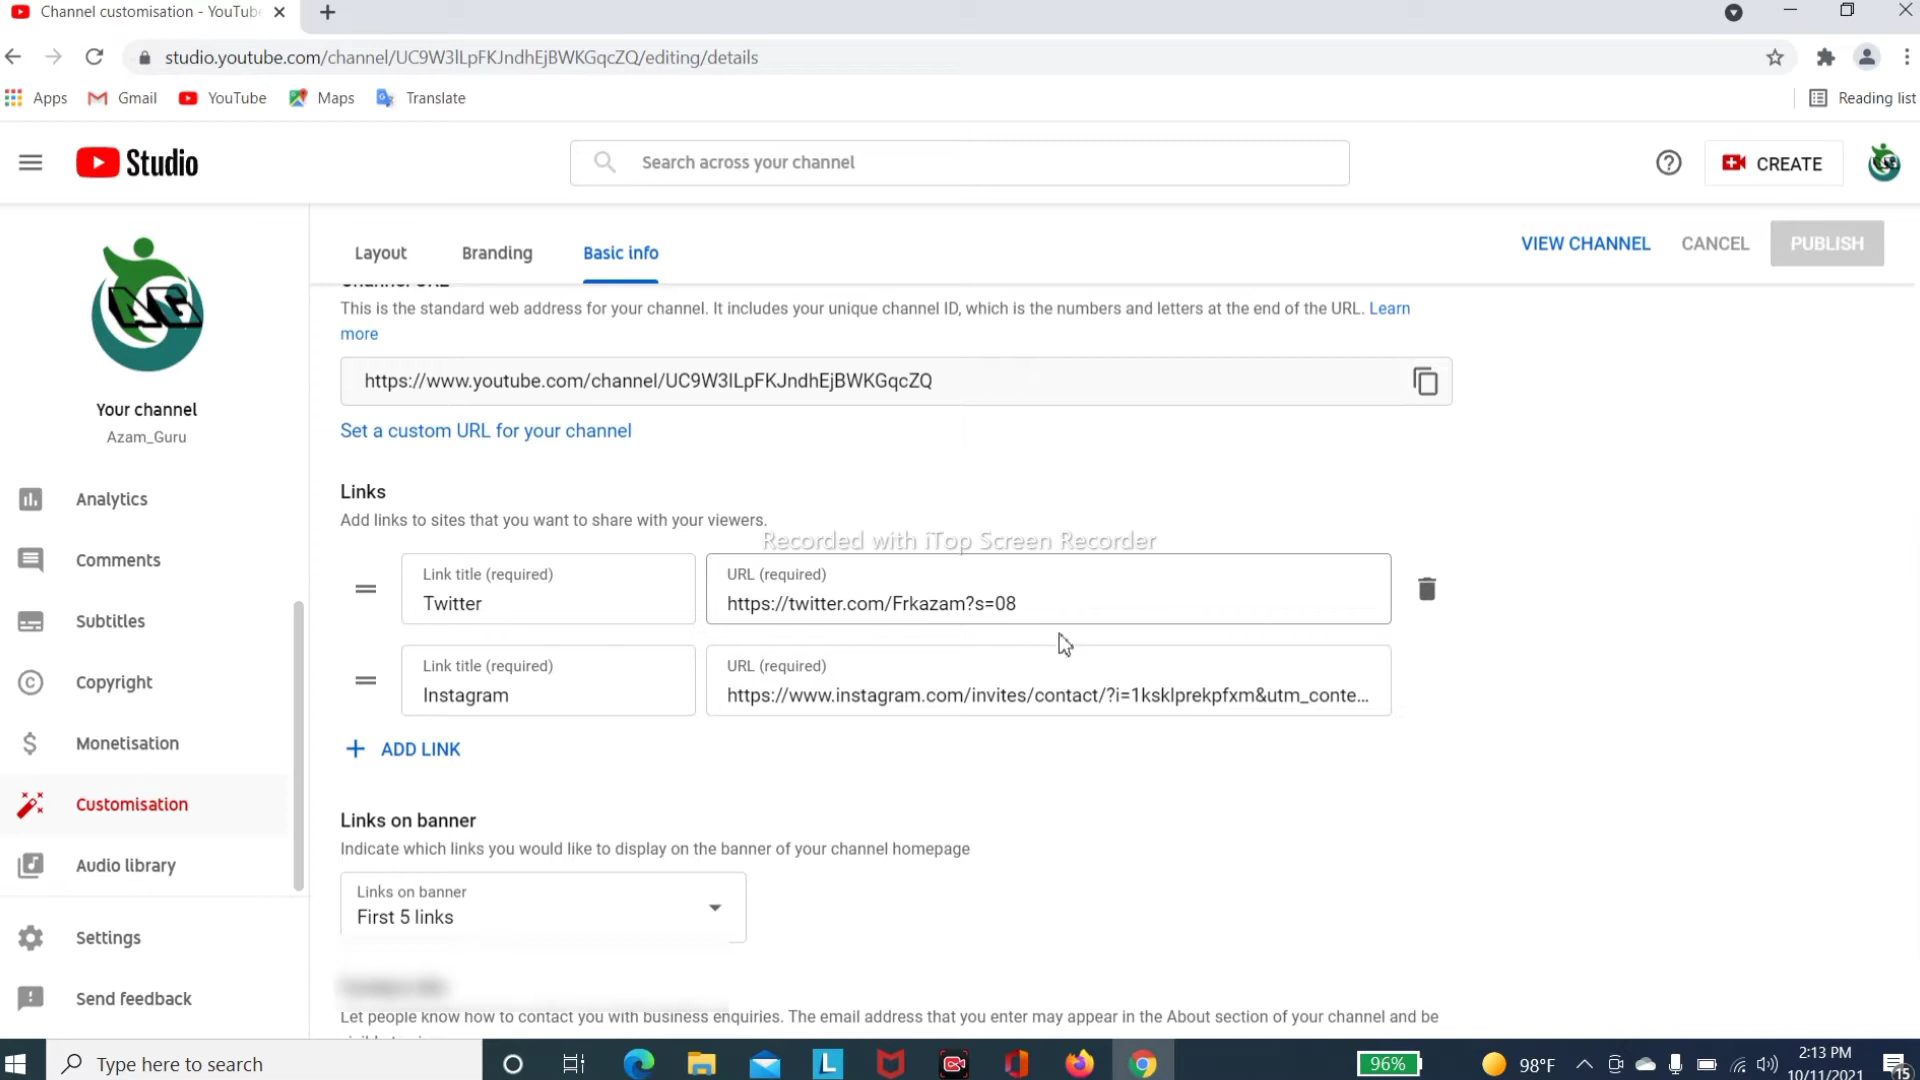 Channel customisation - YouTube
studio.youtube.com/channel/UC9W3lLpFKJndhEjBWKGqcZQ/editing/details
Apps
Gmail
YouTube
Maps
Translate
Reading list
Studio
Search across your channel
CREATE
Layout
Branding
Basic info
VIEW CHANNEL
CANCEL
PUBLISH
Channel URL
This is the standard web address for your channel. It includes your unique channel ID, which is the numbers and letters at the end of the URL. Learn
more
https://www.youtube.com/channel/UC9W3lLpFKJndhEjBWKGqcZQ
Set a custom URL for your channel
Your channel
Azam_Guru
Analytics
Comments
Subtitles
Copyright
Monetisation
Customisation
Audio library
Settings
Send feedback
Links
Add links to sites that you want to share with your viewers.
Recorded with iTop Screen Recorder
Link title (required)
Twitter
URL (required)
https://twitter.com/Frkazam?s=08
Link title (required)
Instagram
URL (required)
https://www.instagram.com/invites/contact/?i=1ksklprekpfxm&utm_conte...
ADD LINK
Links on banner
Indicate which links you would like to display on the banner of your channel homepage
Links on banner
First 5 links
Let people know how to contact you with business enquiries. The email address that you enter may appear in the About section of your channel and be
Type here to search
L
96%
98°F
2:13 PM
10/11/2021
15